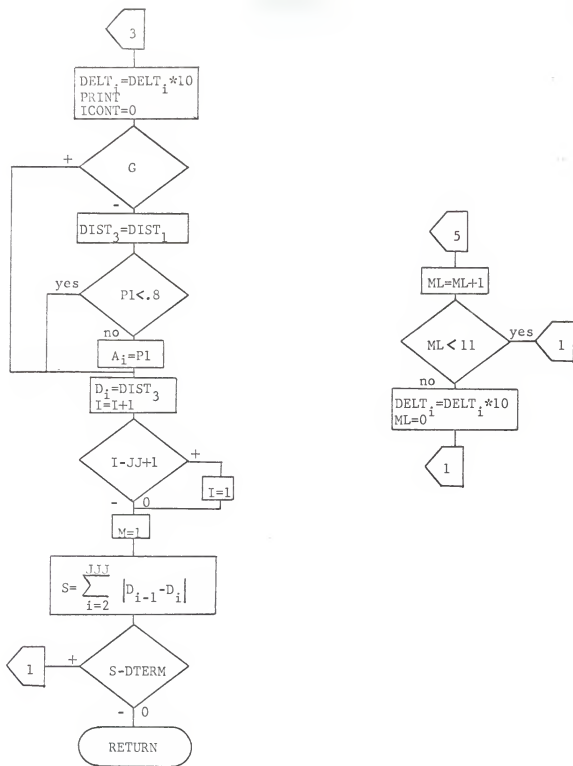 3
DELT_i=DELT_i*10
PRINT
ICONT=0
+
G
-
DIST_3=DIST_1
yes
P1<.8
no
A_i=P1
D_i=DIST_3
I=I+1
I-JJ+1
+
I=1
- 0
M=1
JJJ
S=∑ |D_{i-1}-D_i|
i=2
1
+
S-DTERM
- 0
RETURN
5
ML=ML+1
ML<11
yes
1
no
DELT_i=DELT_i*10
ML=0
1